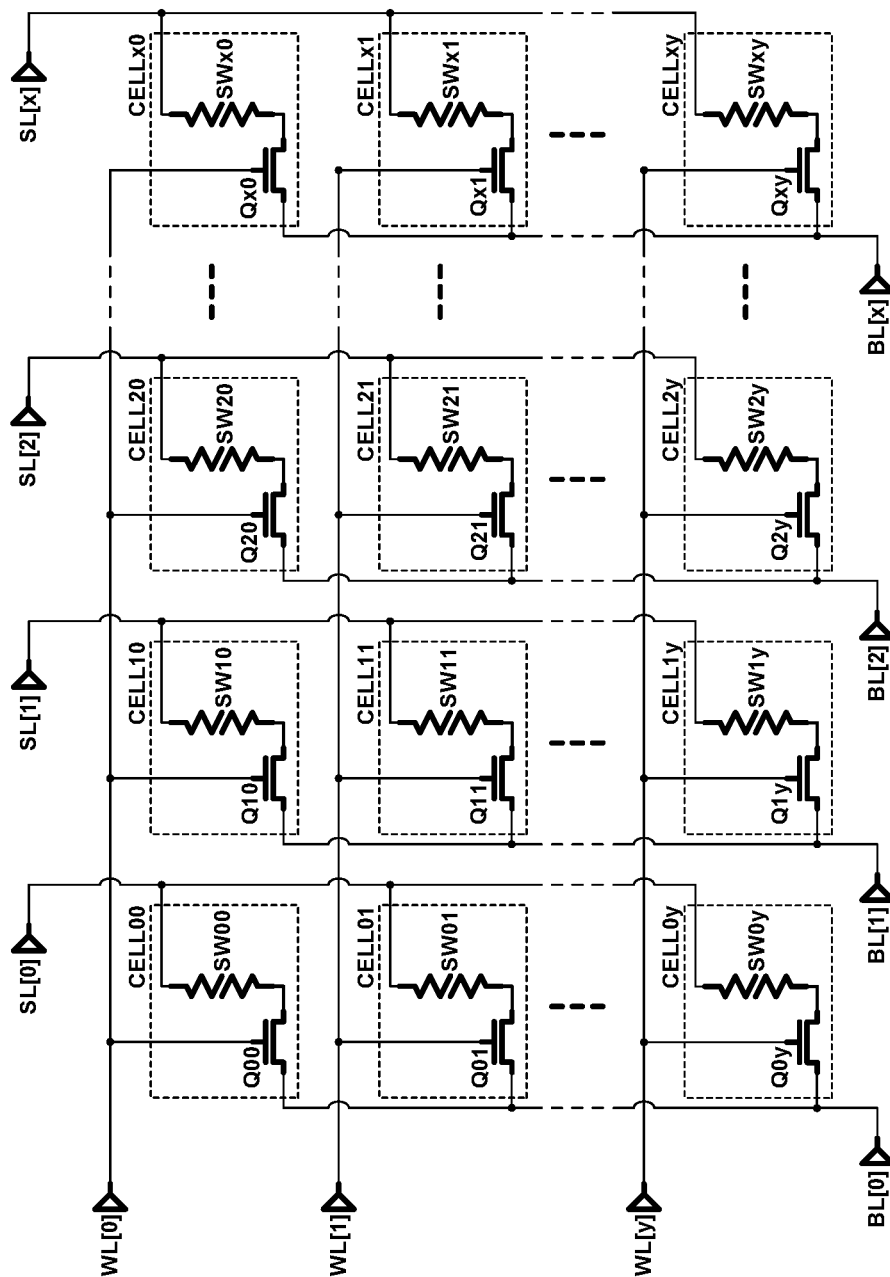 SL[0]
SL[1]
SL[2]
SL[x]
WL[0]
CELL00
SW00
Q00
CELL10
SW10
Q10
CELL20
SW20
Q20
CELLx0
SWx0
Qx0
WL[1]
CELL01
SW01
Q01
CELL11
SW11
Q11
CELL21
SW21
Q21
CELLx1
SWx1
Qx1
WL[y]
CELL0y
SW0y
Q0y
CELL1y
SW1y
Q1y
CELL2y
SW2y
Q2y
CELLxy
SWxy
Qxy
BL[0]
BL[1]
BL[2]
BL[x]